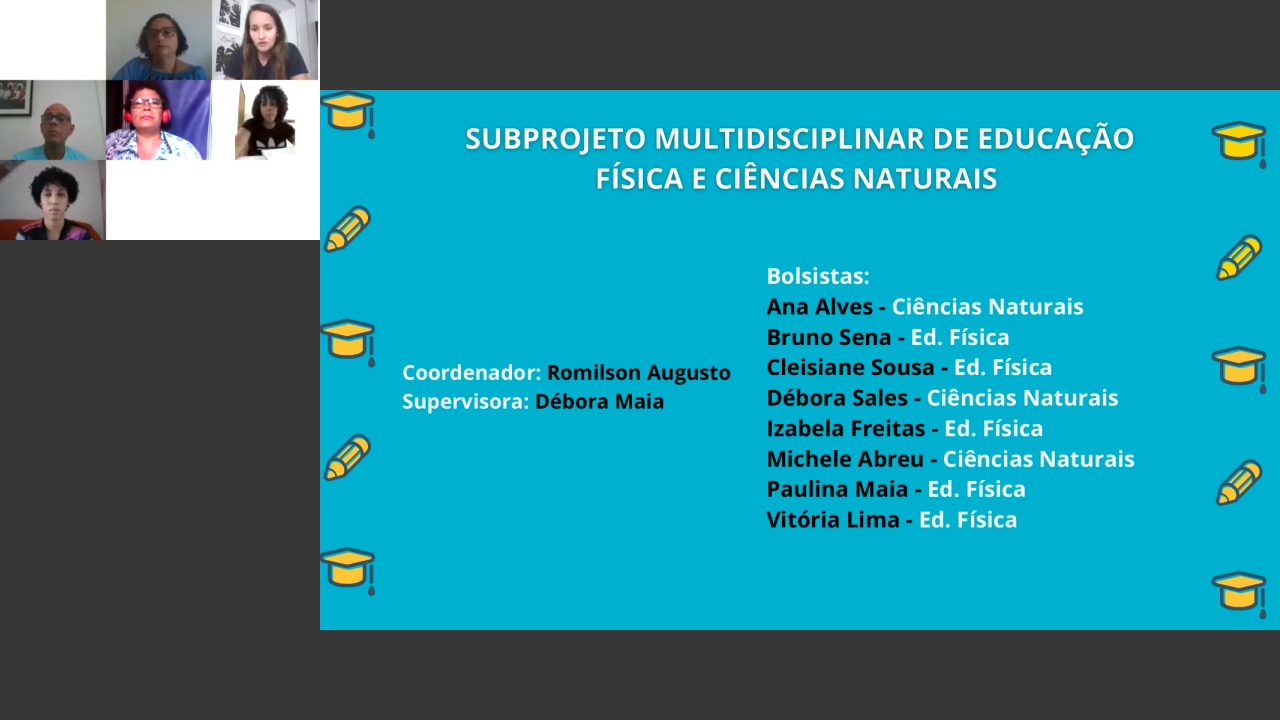 SUBPROJETO MULTIDISCIPLINAR DE EDUCAÇÃO
FÍSICA E CIÊNCIAS NATURAIS
Coordenador: Romilson Augusto
Supervisora: Débora Maia
Bolsistas:
Ana Alves - Ciências Naturais
Bruno Sena - Ed. Física
Cleisiane Sousa - Ed. Física
Débora Sales - Ciências Naturais
Izabela Freitas - Ed. Física
Michele Abreu - Ciências Naturais
Paulina Maia - Ed. Física
Vitória Lima - Ed. Física